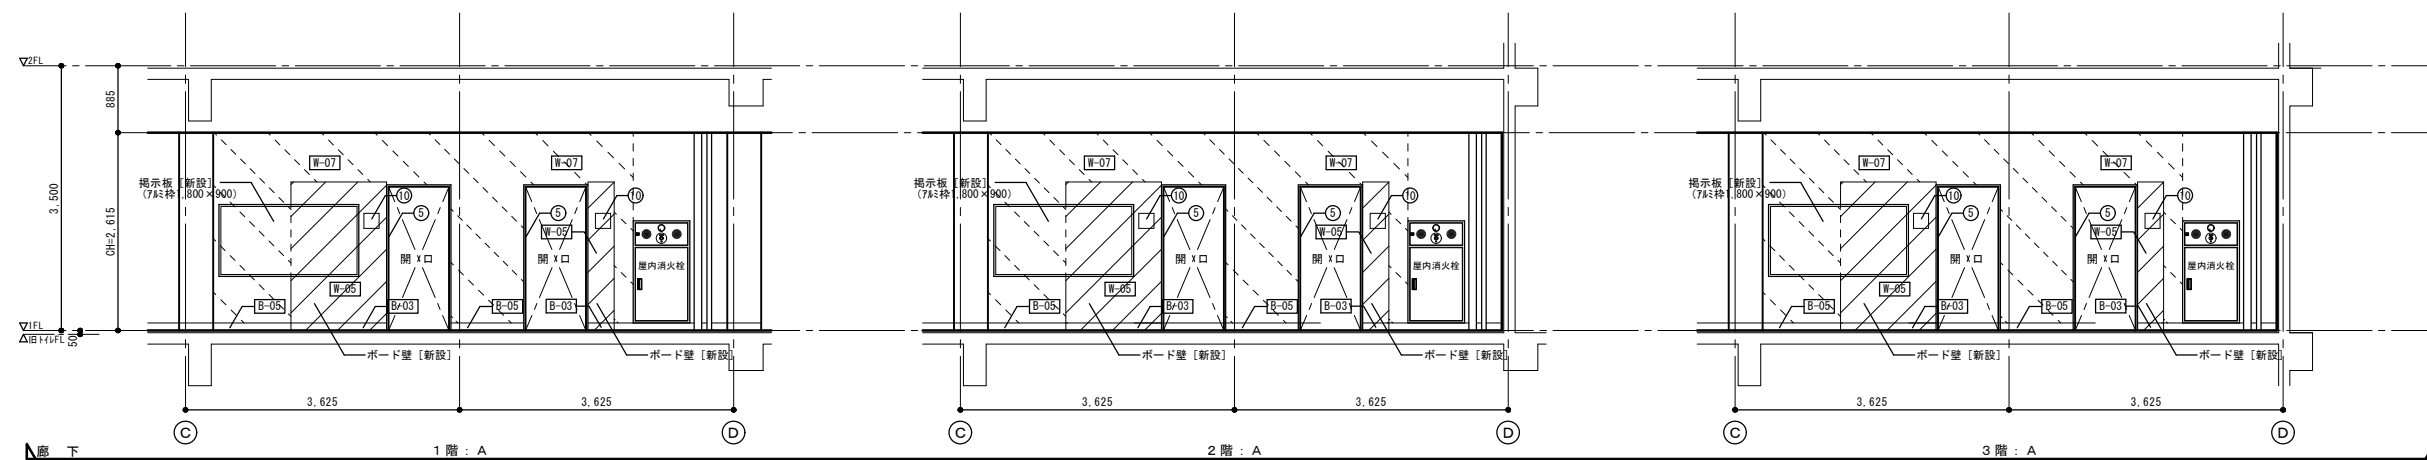 ▽2FL
885
3,500
CH=2,615
▽1FL
△旧トイレFL
50
W-07
W-07
掲示板 [新設]
(アルミ枠1,800×900)
10
5
5
10
W-05
開口
開口
屋内消火栓
W-05
B-05
B-03
B-05
B-03
ボード壁 [新設]
ボード壁 [新設]
3,625
3,625
C
D
1階：A
W-07
W-07
掲示板 [新設]
(アルミ枠1,800×900)
10
5
5
10
W-05
開口
開口
屋内消火栓
W-05
B-05
B-03
B-05
B-03
ボード壁 [新設]
ボード壁 [新設]
3,625
3,625
C
D
2階：A
W-07
W-07
掲示板 [新設]
(アルミ枠1,800×900)
10
5
5
10
W-05
開口
開口
屋内消火栓
W-05
B-05
B-03
B-05
B-03
ボード壁 [新設]
ボード壁 [新設]
3,625
3,625
C
D
3階：A
廊 下